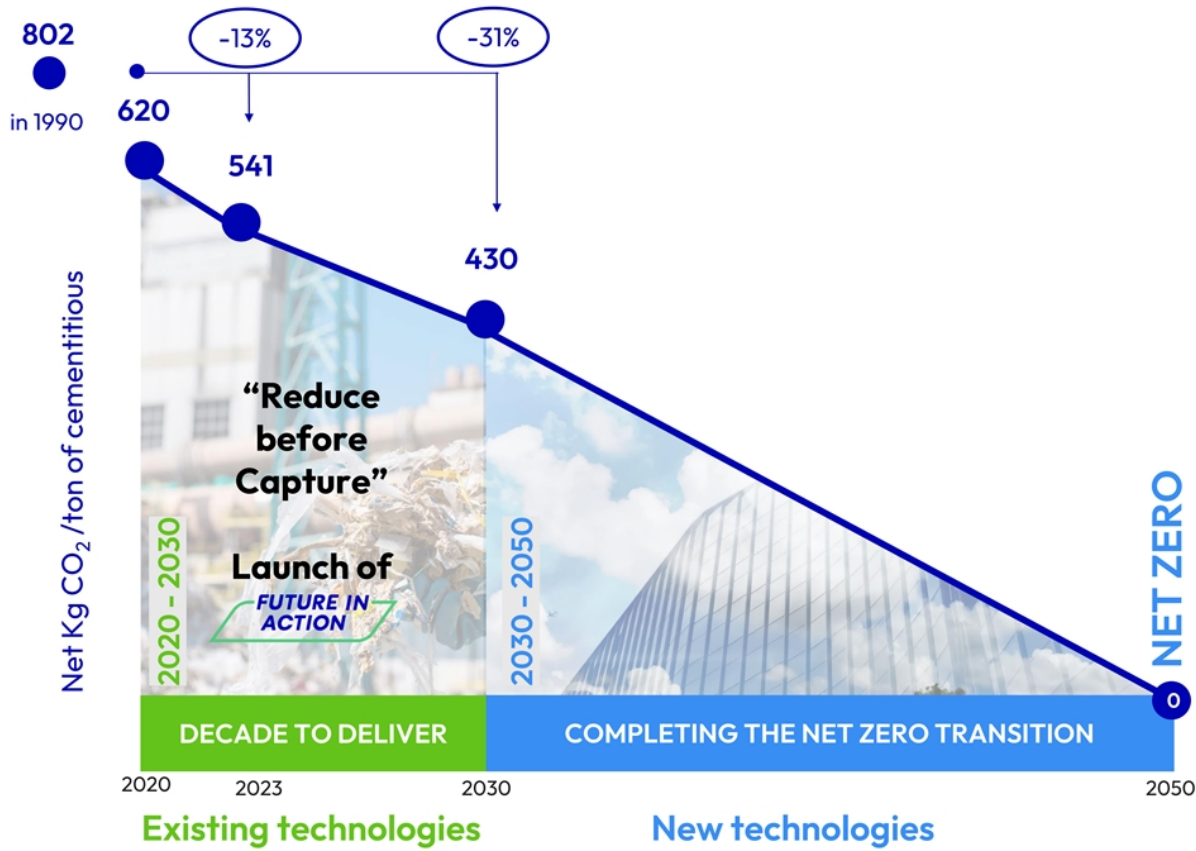 802
in 1990
-13%
-31%
620
541
430
Net Kg CO₂ /ton of cementitious
“Reduce
before
Capture”
Launch of
FUTURE IN
ACTION
2020 - 2030
2030 - 2050
NET ZERO
0
DECADE TO DELIVER
COMPLETING THE NET ZERO TRANSITION
2020
2023
2030
2050
Existing technologies
New technologies